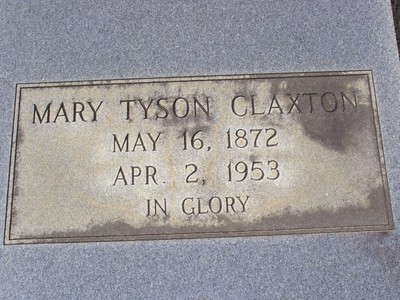 MARY TYSON CLAXTON
MAY 16, 1872
APR. 2, 1953
IN GLORY